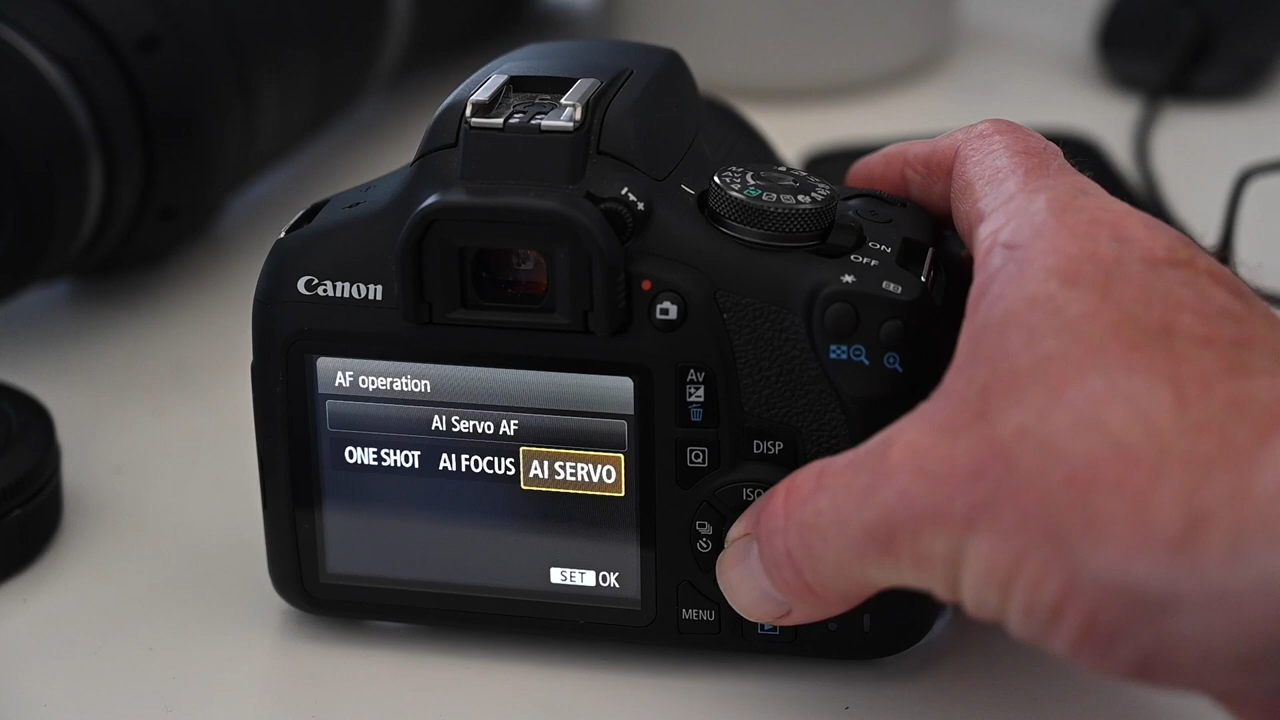 Canon
ON
OFF
AF operation
AI Servo AF
ONE SHOT AI FOCUS AI SERVO
SET OK
Av
Q
DISP
ISO
MENU